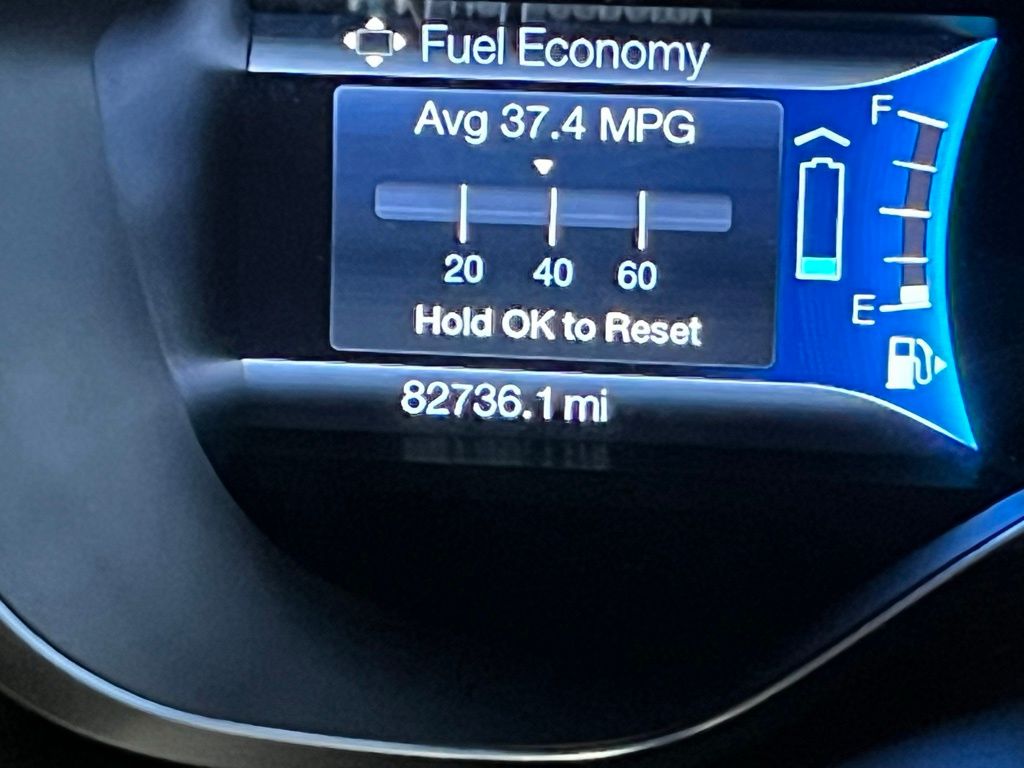 Fuel Economy
Avg 37.4 MPG
20 40 60
Hold OK to Reset
82736.1 mi
F
E